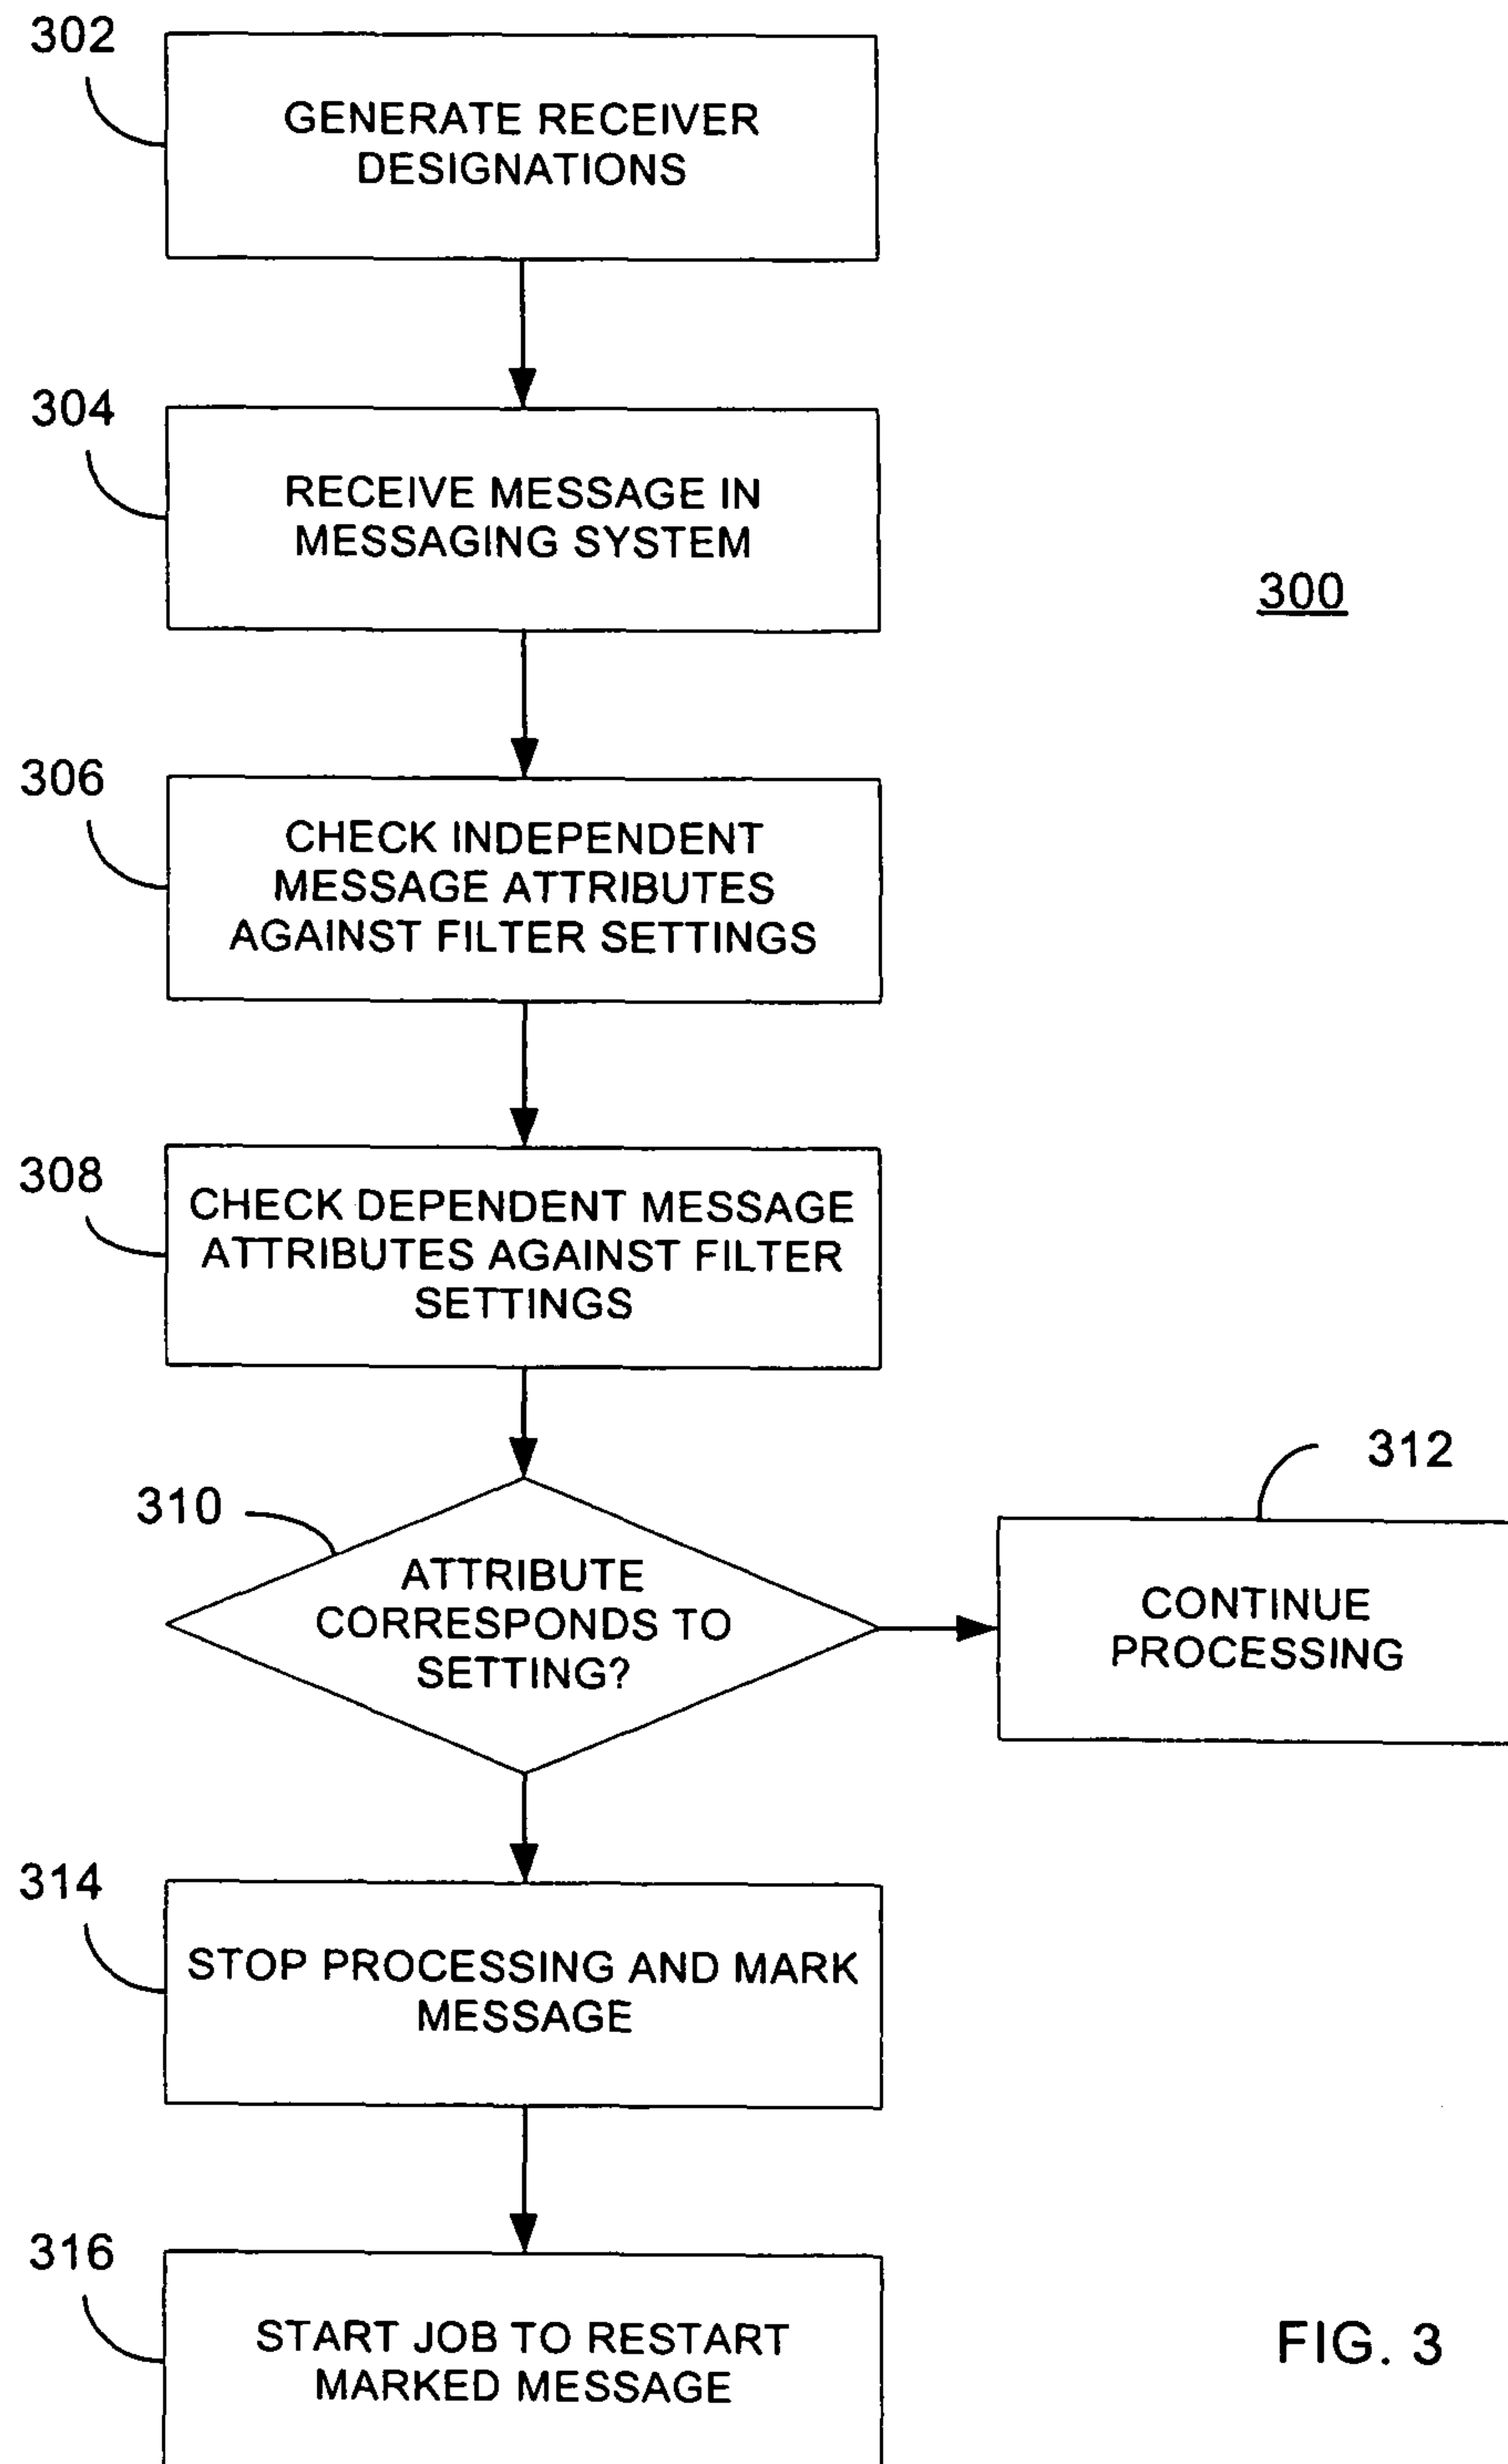 302
GENERATE RECEIVER
DESIGNATIONS
304
RECEIVE MESSAGE IN
MESSAGING SYSTEM
300
306
CHECK INDEPENDENT
MESSAGE ATTRIBUTES
AGAINST FILTER SETTINGS
308
CHECK DEPENDENT MESSAGE
ATTRIBUTES AGAINST FILTER
SETTINGS
310
ATTRIBUTE
CORRESPONDS TO
SETTING?
312
CONTINUE
PROCESSING
314
STOP PROCESSING AND MARK
MESSAGE
316
START JOB TO RESTART
MARKED MESSAGE
FIG. 3